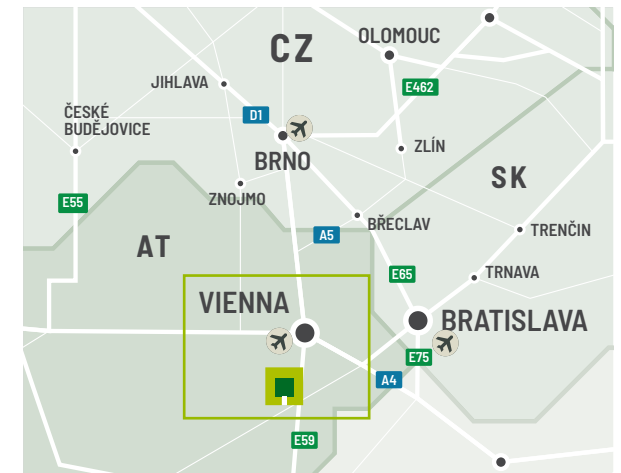 CZ
OLOMOUC
JIHLAVA
E462
ČESKÉ
BUDĚJOVICE
D1
BRNO
ZLÍN
SK
ZNOJMO
E55
BŘECLAV
TRENČIN
A5
AT
E65
TRNAVA
VIENNA
BRATISLAVA
E75
A4
E59